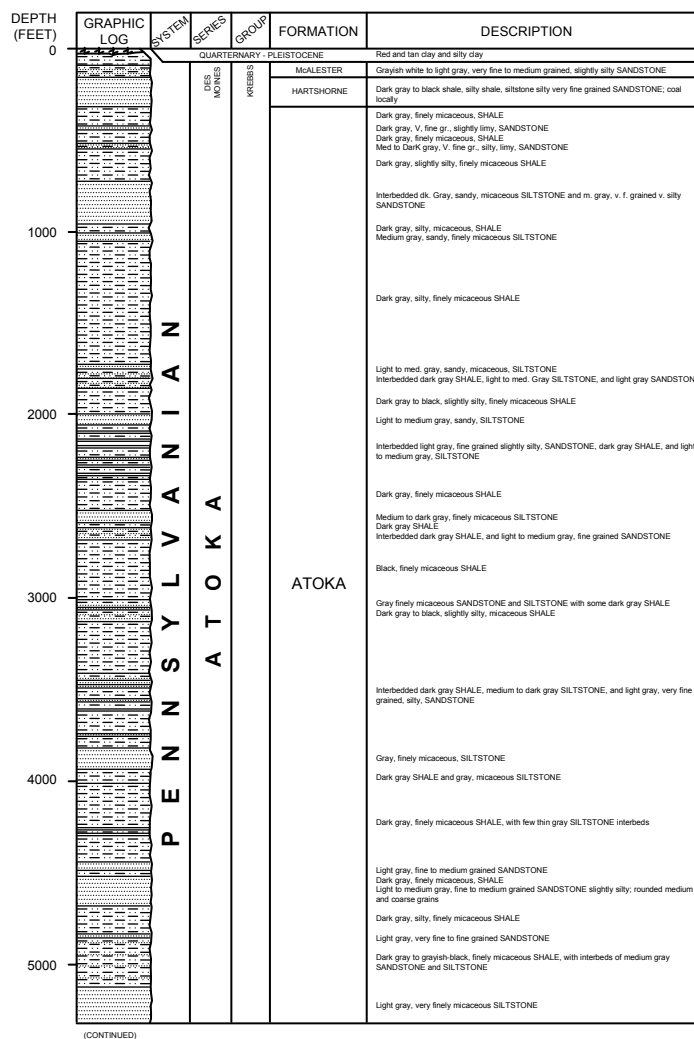 DEPTH
(FEET)
GRAPHIC
LOG
SYSTEM
SERIES
GROUP
FORMATION
DESCRIPTION
0
QUARTERNARY - PLEISTOCENE
Red and tan clay and silty clay
DES
MOINES
KREBBS
McALESTER
Grayish white to light gray, very fine to medium grained, slightly silty SANDSTONE
HARTSHORNE
Dark gray to black shale, silty shale, siltstone silty very fine grained SANDSTONE; coal
locally
Dark gray, finely micaceous, SHALE
Dark gray, V, fine gr., slightly limy, SANDSTONE
Dark gray, finely micaceous, SHALE
Med to DarK gray, V. fine gr., silty, limy, SANDSTONE
Dark gray, slightly silty, finely micaceous SHALE
Interbedded dk. Gray, sandy, micaceous SILTSTONE and m. gray, v. f. grained v. silty
SANDSTONE
1000
Dark gray, silty, micaceous, SHALE
Medium gray, sandy, finely micaceous SILTSTONE
Dark gray, silty, finely micaceous SHALE
Light to med. gray, sandy, micaceous, SILTSTONE
Interbedded dark gray SHALE, light to med. Gray SILTSTONE, and light gray SANDSTON
Dark gray to black, slightly silty, finely micaceous SHALE
2000
Light to medium gray, sandy, SILTSTONE
Interbedded light gray, fine grained slightly silty, SANDSTONE, dark gray SHALE, and light
to medium gray, SILTSTONE
Dark gray, finely micaceous SHALE
Medium to dark gray, finely micaceous SILTSTONE
Dark gray SHALE
Interbedded dark gray SHALE, and light to medium gray, fine grained SANDSTONE
PENNSYLVANIAN
ATOKA
ATOKA
Black, finely micaceous SHALE
3000
Gray finely micaceous SANDSTONE and SILTSTONE with some dark gray SHALE
Dark gray to black, slightly silty, micaceous SHALE
Interbedded dark gray SHALE, medium to dark gray SILTSTONE, and light gray, very fine
grained, silty, SANDSTONE
Gray, finely micaceous, SILTSTONE
4000
Dark gray SHALE and gray, micaceous SILTSTONE
Dark gray, finely micaceous SHALE, with few thin gray SILTSTONE interbeds
Light gray, fine to medium grained SANDSTONE
Dark gray, finely micaceous, SHALE
Light to medium gray, fine to medium grained SANDSTONE slightly silty; rounded medium
and coarse grains
Dark gray, silty, finely micaceous SHALE
Light gray, very fine to fine grained SANDSTONE
5000
Dark gray to grayish-black, finely micaceous SHALE, with interbeds of medium gray
SANDSTONE and SILTSTONE
Light gray, very finely micaceous SILTSTONE
(CONTINUED)